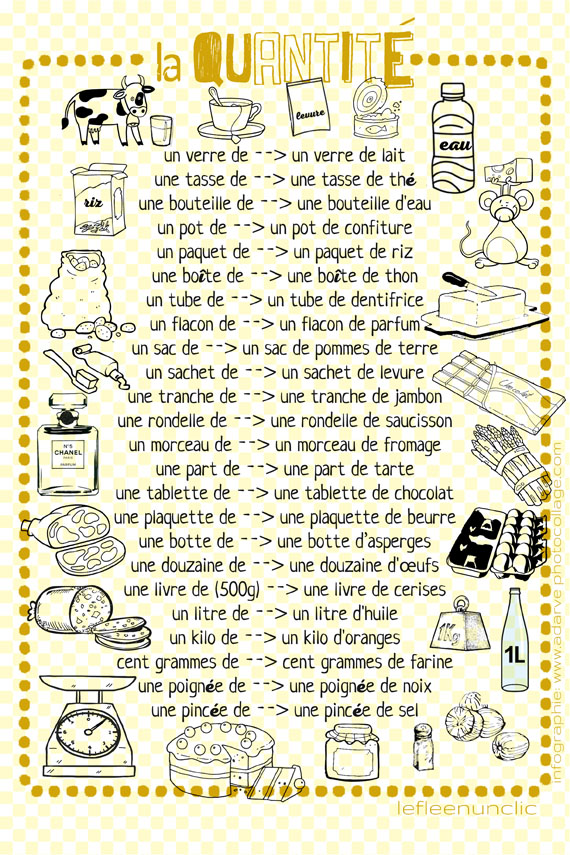 la QUANTITÉ
levure
eau
riz
un verre de --> un verre de lait
une tasse de --> une tasse de thé
une bouteille de --> une bouteille d'eau
un pot de --> un pot de confiture
un paquet de --> un paquet de riz
une boîte de --> une boîte de thon
un tube de --> un tube de dentifrice
un flacon de --> un flacon de parfum
un sac de --> un sac de pommes de terre
un sachet de --> un sachet de levure
une tranche de --> une tranche de jambon
une rondelle de --> une rondelle de saucisson
un morceau de --> un morceau de fromage
une part de --> une part de tarte
une tablette de --> une tablette de chocolat
une plaquette de --> une plaquette de beurre
une botte de --> une botte d'asperges
une douzaine de --> une douzaine d'œufs
une livre de (500g) --> une livre de cerises
un litre de --> un litre d'huile
un kilo de --> un kilo d'oranges
cent grammes de --> cent grammes de farine
une poignée de --> une poignée de noix
une pincée de --> une pincée de sel
Chocolat
N°5
CHANEL
PARIS
PARFUM
1Kg
1L
infographie: www.adarve photocollage.com
lefleenunclic